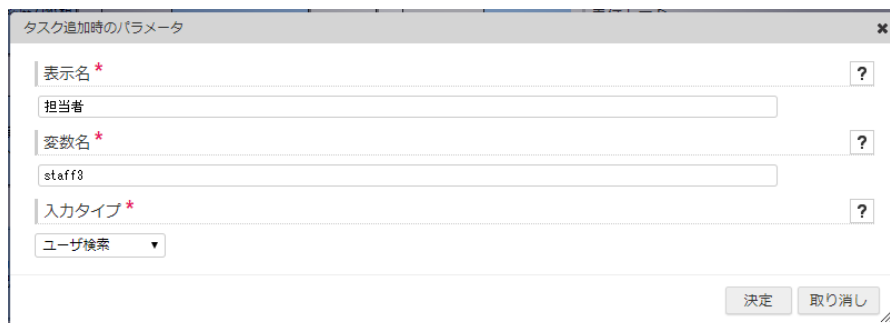 タスク追加時のパラメータ
表示名*
?
担当者
変数名*
?
staff3
入力タイプ*
?
ユーザ検索
決定 取り消し